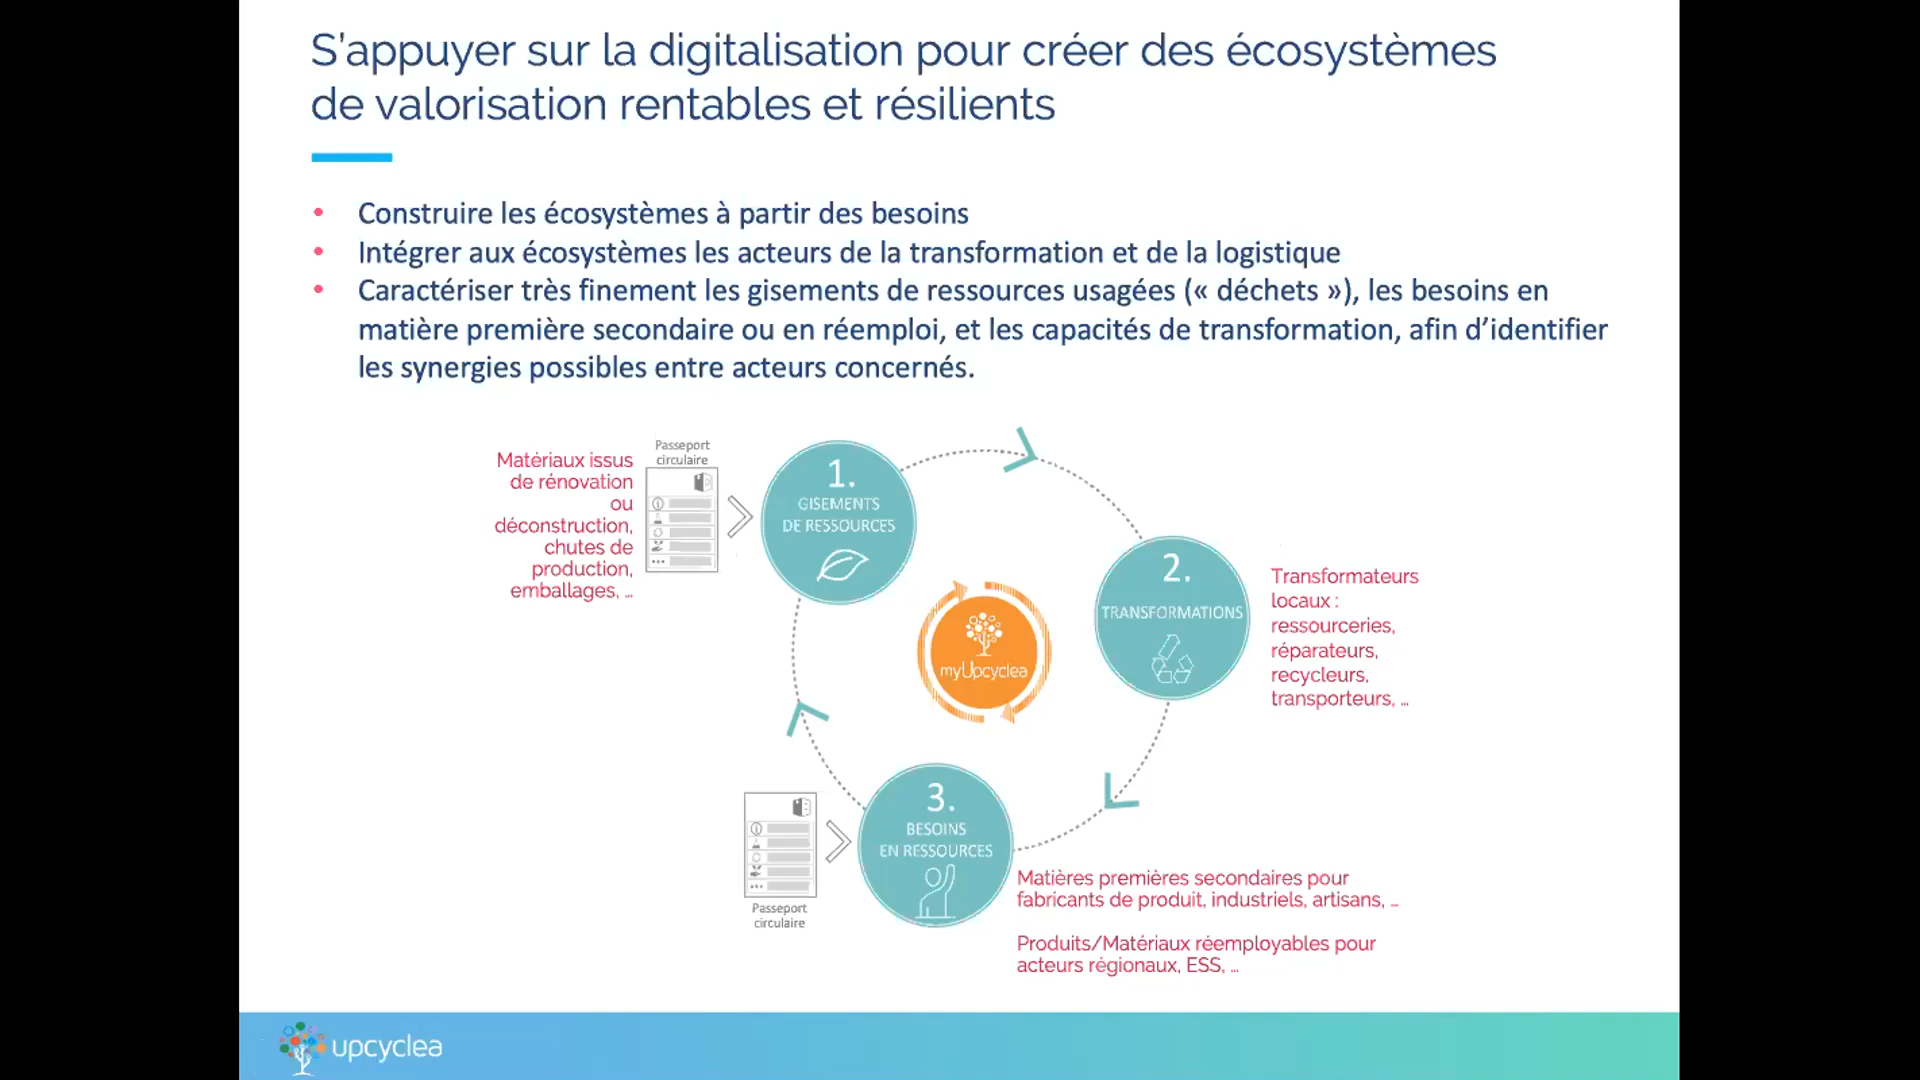 S'appuyer sur la digitalisation pour créer des écosystèmes
de valorisation rentables et résilients
• Construire les écosystèmes à partir des besoins
• Intégrer aux écosystèmes les acteurs de la transformation et de la logistique
• Caractériser très finement les gisements de ressources usagées (« déchets »), les besoins en
matière première secondaire ou en réemploi, et les capacités de transformation, afin d'identifier
les synergies possibles entre acteurs concernés.
Matériaux issus
de rénovation
ou
déconstruction,
chutes de
production,
emballages, ...
Passeport
circulaire
1.
GISEMENTS
DE RESSOURCES
2.
TRANSFORMATIONS
Transformateurs
locaux :
ressourceries,
réparateurs,
recycleurs,
transporteurs, ...
myUpcyclea
3.
BESOINS
EN RESSOURCES
Passeport
circulaire
Matières premières secondaires pour
fabricants de produit, industriels, artisans, ...
Produits/Matériaux réemployables pour
acteurs régionaux, ESS, ...
upcyclea